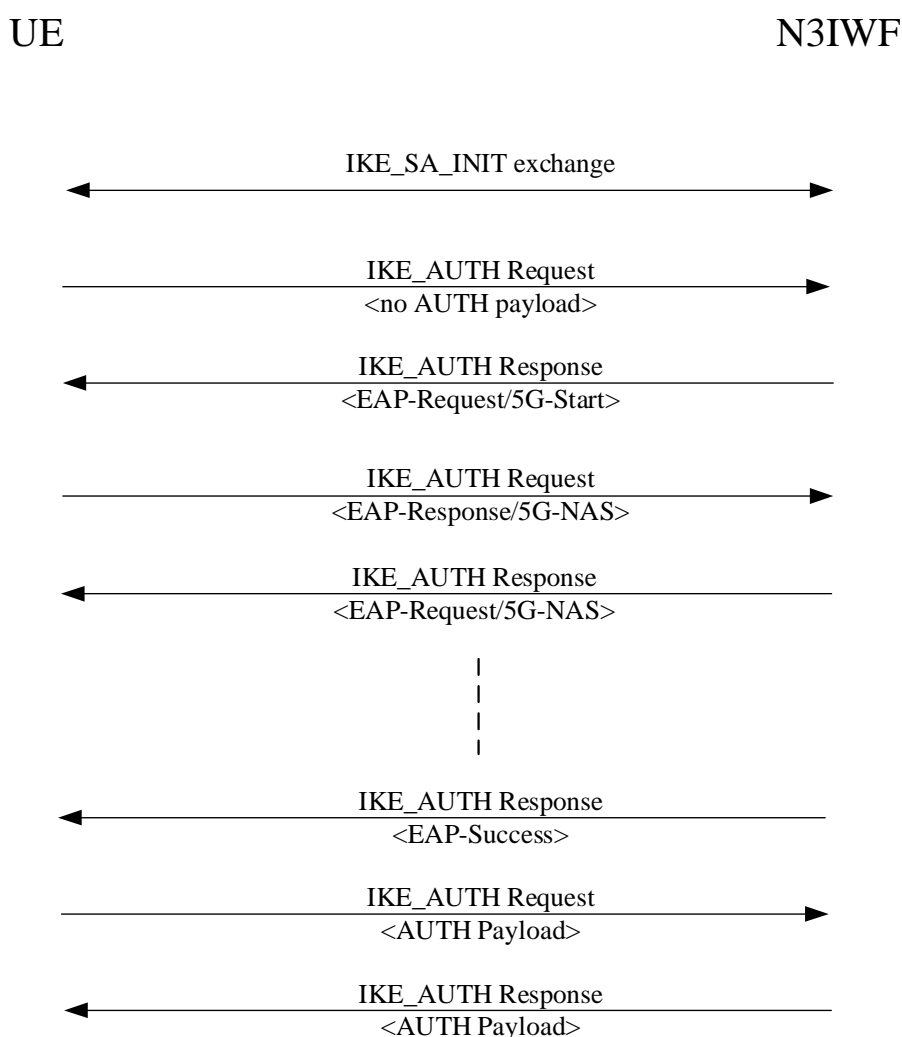 UE
N3IWF
IKE_SA_INIT exchange
IKE_AUTH Request
<no AUTH payload>
IKE_AUTH Response
<EAP-Request/5G-Start>
IKE_AUTH Request
<EAP-Response/5G-NAS>
IKE_AUTH Response
<EAP-Request/5G-NAS>
IKE_AUTH Response
<EAP-Success>
IKE_AUTH Request
<AUTH Payload>
IKE_AUTH Response
<AUTH Payload>